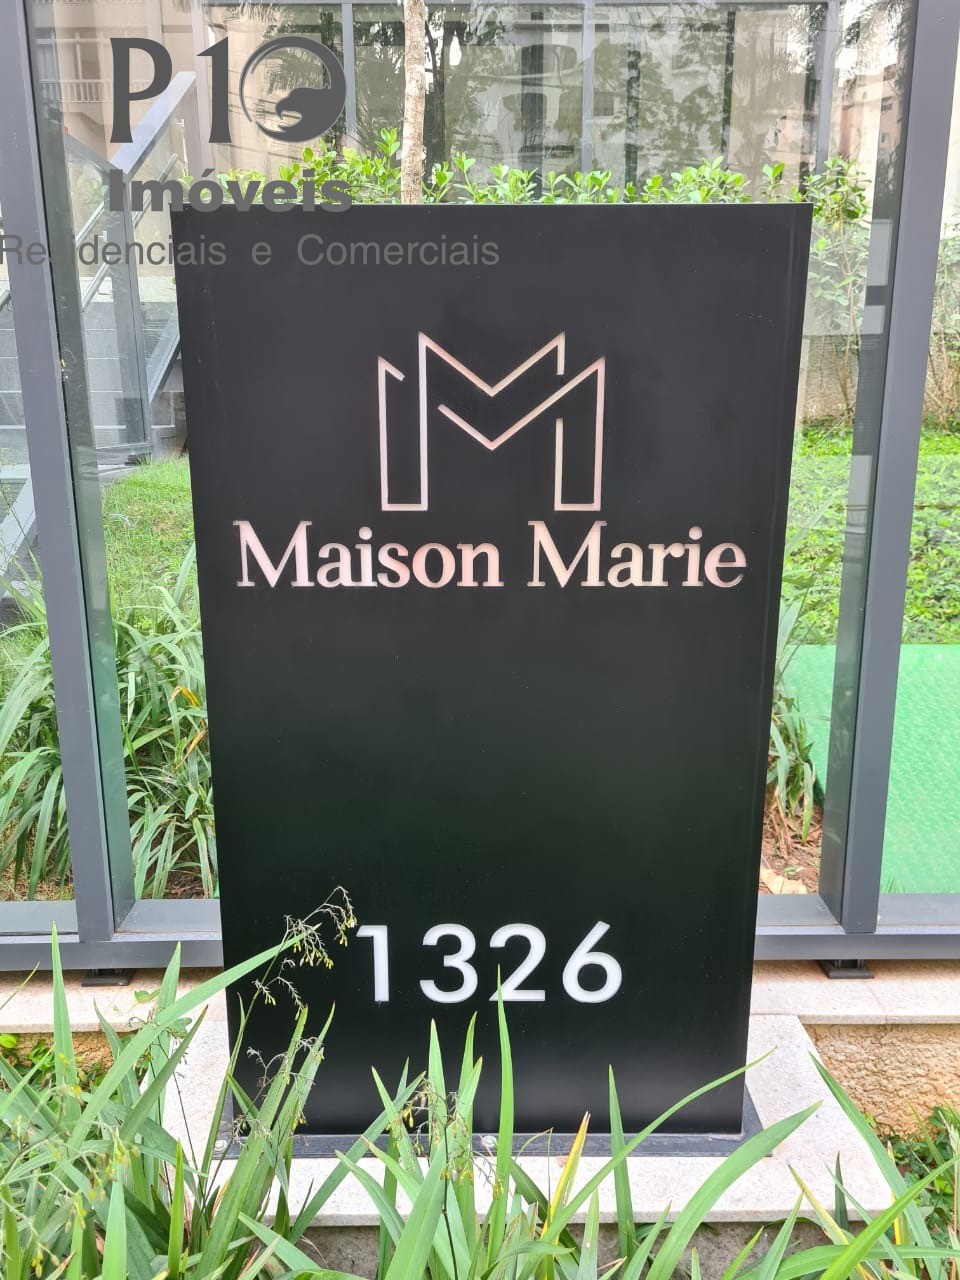 P10
Imóveis
Residenciais e Comerciais
Maison Marie
1326